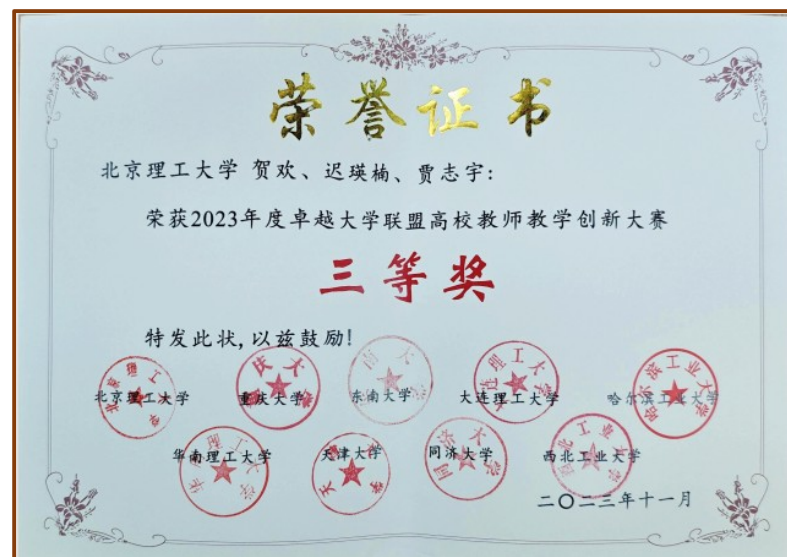 荣誉证书
北京理工大学 贺欢、迟瑛楠、贾志宇:
荣获2023年度卓越大学联盟高校教师教学创新大赛
三等奖
特发此状,以兹鼓励!
北京理工大学 重庆大学 东南大学 大连理工大学 哈尔滨工业大学
华南理工大学 天津大学 同济大学 西北工业大学
二〇二三年十一月